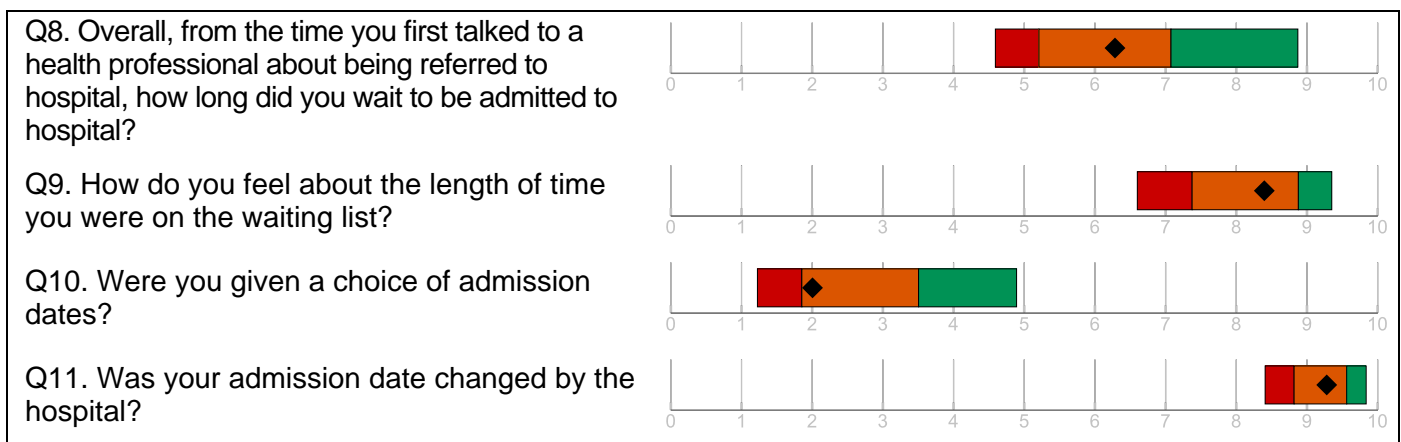 Q8. Overall, from the time you first talked to a
health professional about being referred to
hospital, how long did you wait to be admitted to
hospital?
0 1 2 3 4 5 6 7 8 9 10
Q9. How do you feel about the length of time
you were on the waiting list?
0 1 2 3 4 5 6 7 8 9 10
Q10. Were you given a choice of admission
dates?
0 1 2 3 4 5 6 7 8 9 10
Q11. Was your admission date changed by the
hospital?
0 1 2 3 4 5 6 7 8 9 10